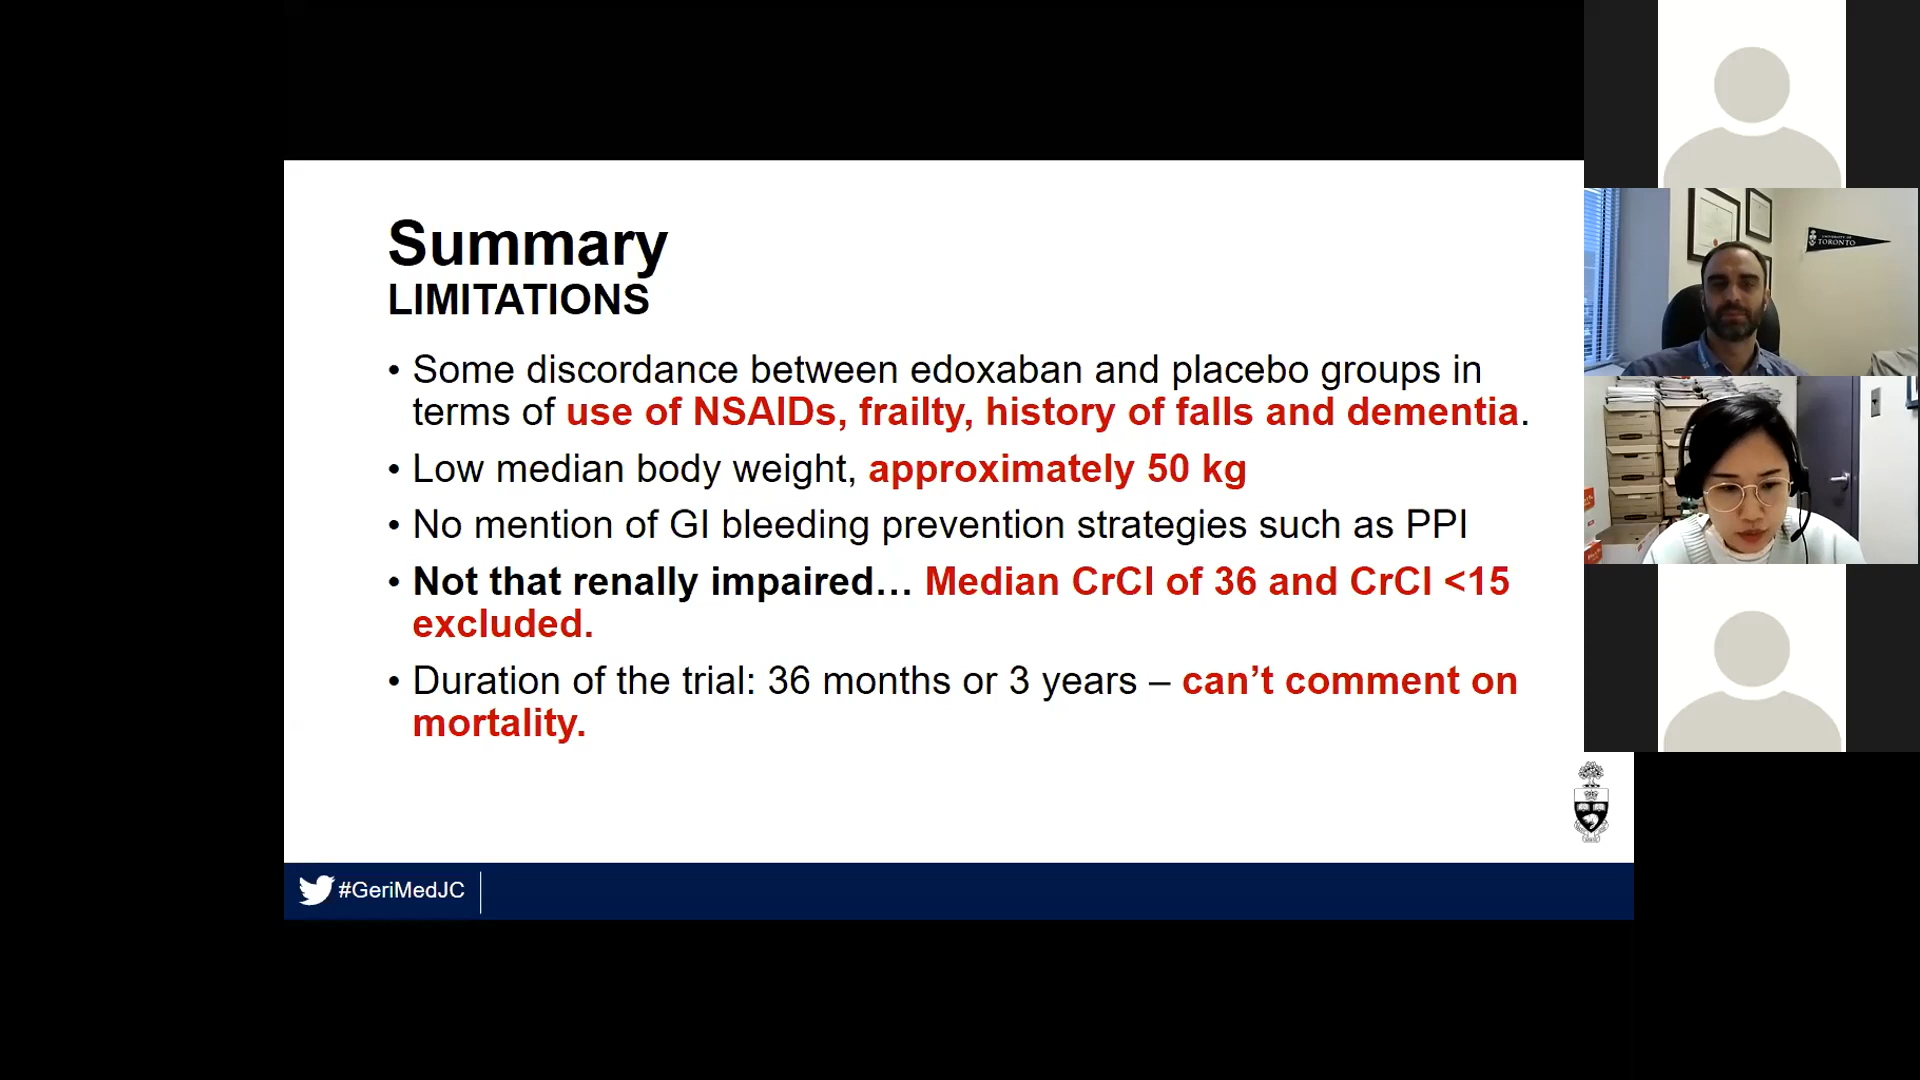 Summary
LIMITATIONS
• Some discordance between edoxaban and placebo groups in
terms of use of NSAIDs, frailty, history of falls and dementia.
• Low median body weight, approximately 50 kg
• No mention of GI bleeding prevention strategies such as PPI
• Not that renally impaired… Median CrCl of 36 and CrCl <15
excluded.
• Duration of the trial: 36 months or 3 years – can’t comment on
mortality.
#GeriMedJC
UNIVERSITY OF
TORONTO